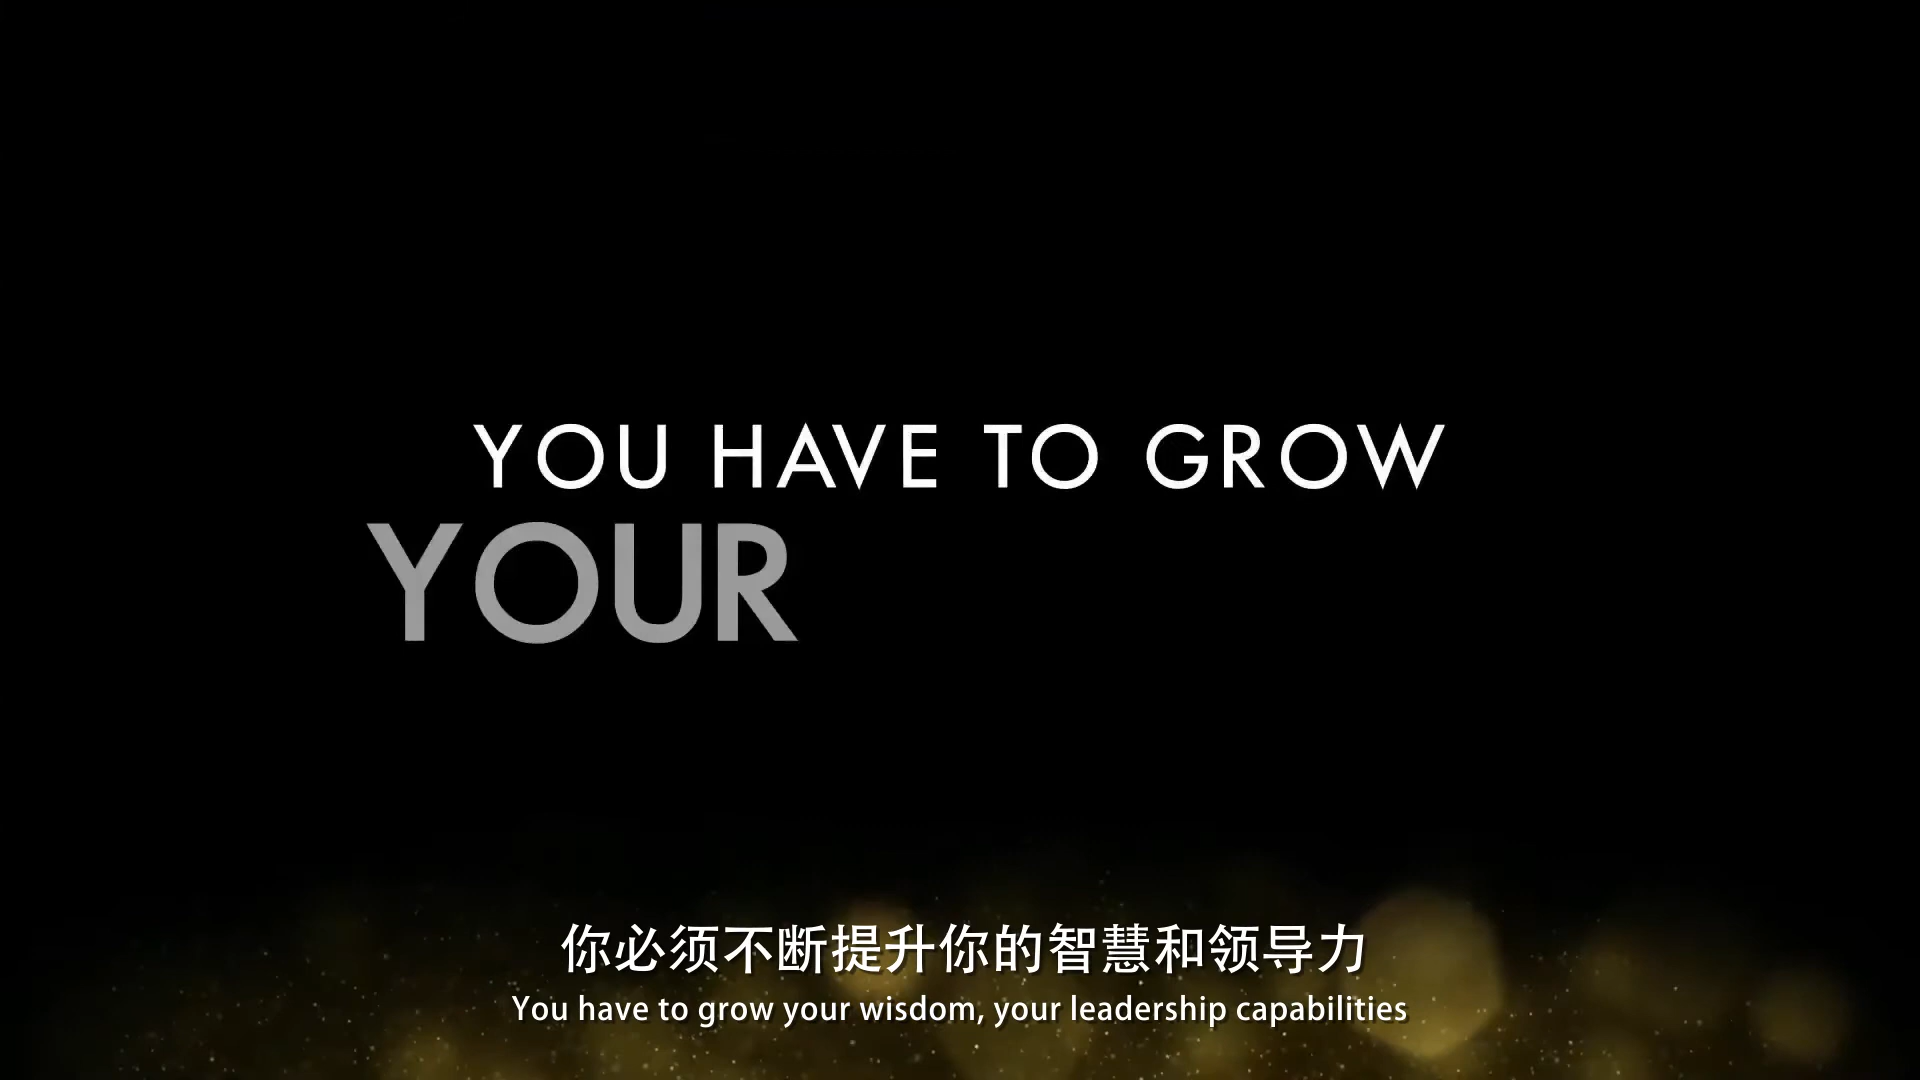 YOU HAVE TO GROW
YOUR
你必须不断提升你的智慧和领导力
You have to grow your wisdom, your leadership capabilities